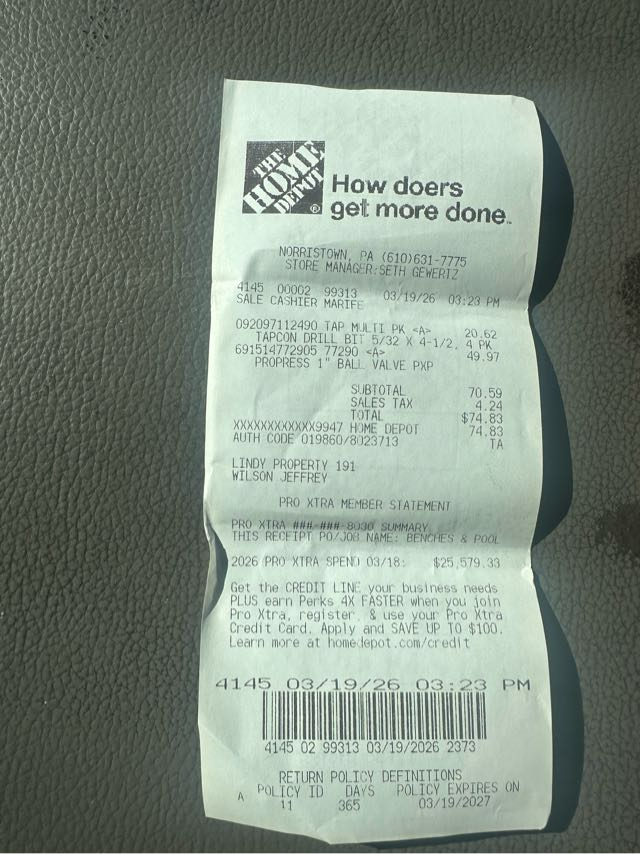 THE
HOME
DEPOT
How doers
get more done.
NORRISTOWN, PA (610)631-7775
STORE MANAGER:SETH GEWERTZ
4145 00002 99313 03/19/26 03:23 PM
SALE CASHIER MARIFE
092097112490 TAP MULTI PK <A> 20.62
TAPCON DRILL BIT 5/32 X 4-1/2, 4 PK
691514772905 77290 <A> 49.97
PROPRESS 1" BALL VALVE PXP
SUBTOTAL 70.59
SALES TAX 4.24
TOTAL $74.83
XXXXXXXXXXXX9947 HOME DEPOT 74.83
AUTH CODE 019860/8023713 TA
LINDY PROPERTY 191
WILSON JEFFREY
PRO XTRA MEMBER STATEMENT
PRO XTRA ###-###-8030 SUMMARY
THIS RECEIPT PO/JOB NAME: BENCHES & POOL
2026 PRO XTRA SPEND 03/18: $25,579.33
Get the CREDIT LINE your business needs
PLUS earn Perks 4X FASTER when you join
Pro Xtra, register, & use your Pro Xtra
Credit Card. Apply and SAVE UP TO $100.
Learn more at homedepot.com/credit
4145 03/19/26 03:23 PM
4145 02 99313 03/19/2026 2373
RETURN POLICY DEFINITIONS
POLICY ID DAYS POLICY EXPIRES ON
A 11 365 03/19/2027